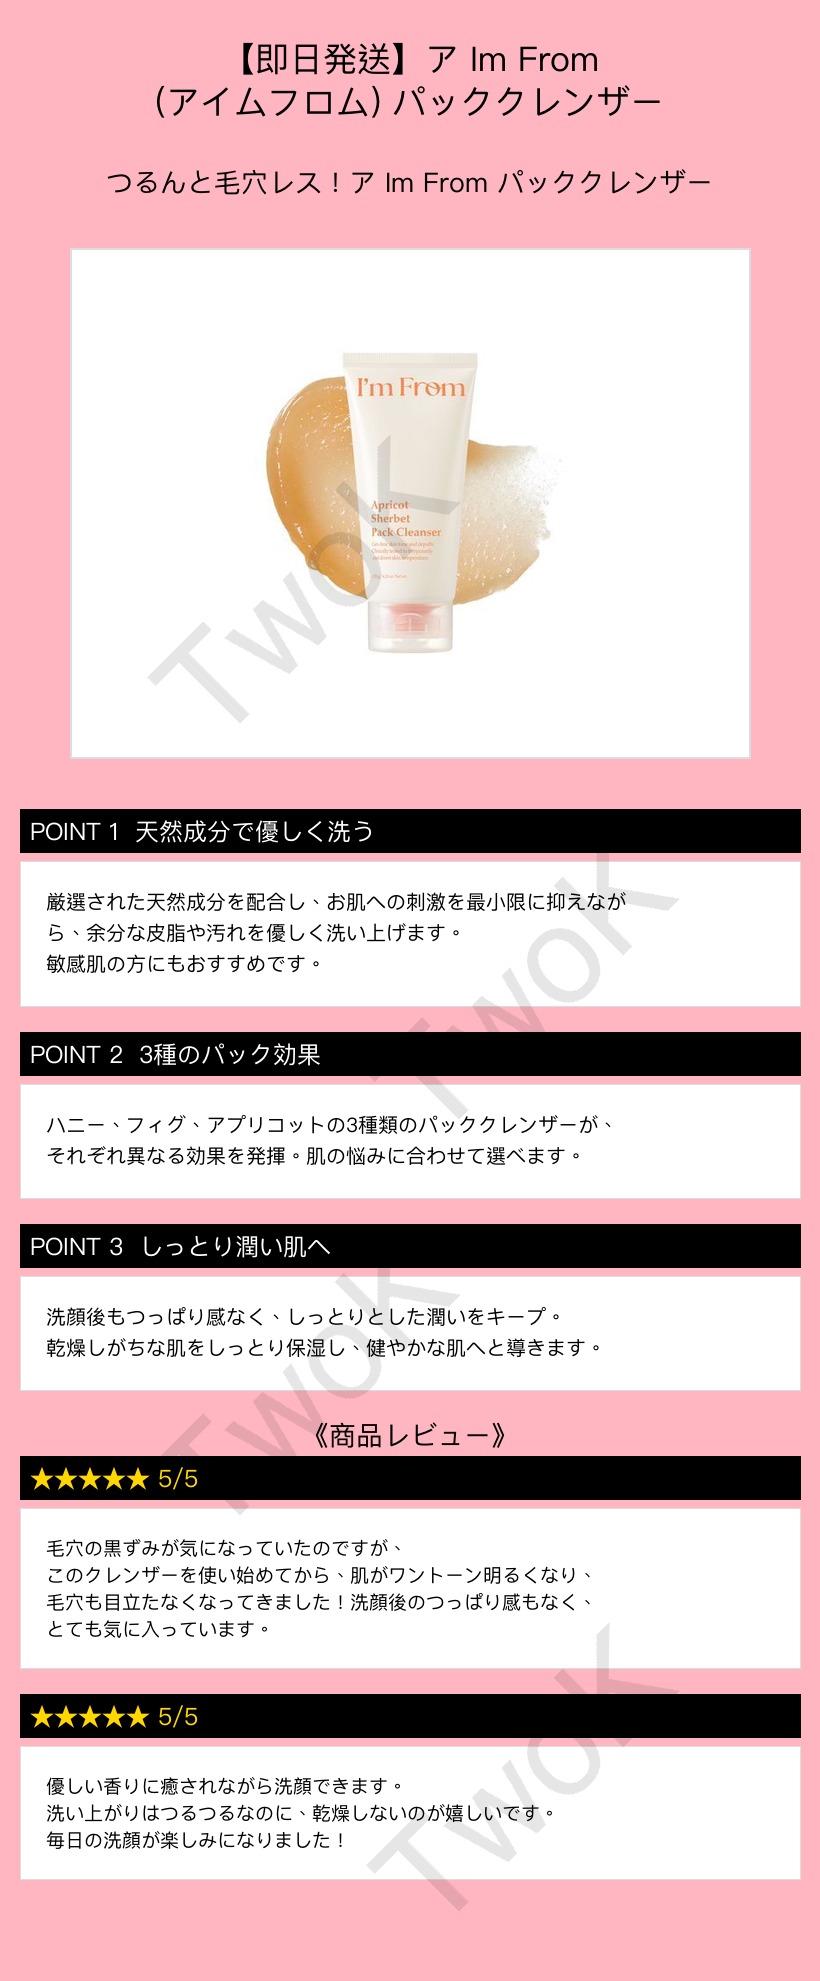 【即日発送】ア Im From
(アイムフロム) パッククレンザー
つるんと毛穴レス！ア Im From パッククレンザー
I'm From
Apricot
Sherbet
Pack Cleanser
TwoK
POINT 1 天然成分で優しく洗う
厳選された天然成分を配合し、お肌への刺激を最小限に抑えなが
ら、余分な皮脂や汚れを優しく洗い上げます。
敏感肌の方にもおすすめです。
TwoK
POINT 2 3種のパック効果
ハニー、フィグ、アプリコットの3種類のパッククレンザーが、
それぞれ異なる効果を発揮。肌の悩みに合わせて選べます。
POINT 3 しっとり潤い肌へ
洗顔後もつっぱり感なく、しっとりとした潤いをキープ。
乾燥しがちな肌をしっとり保湿し、健やかな肌へと導きます。
TwoK
《商品レビュー》
★★★★★ 5/5
毛穴の黒ずみが気になっていたのですが、
このクレンザーを使い始めてから、肌がワントーン明るくなり、
毛穴も目立たなくなってきました！洗顔後のつっぱり感もなく、
とても気に入っています。
★★★★★ 5/5
優しい香りに癒されながら洗顔できます。
洗い上がりはつるつるなのに、乾燥しないのが嬉しいです。
毎日の洗顔が楽しみになりました！
TwoK